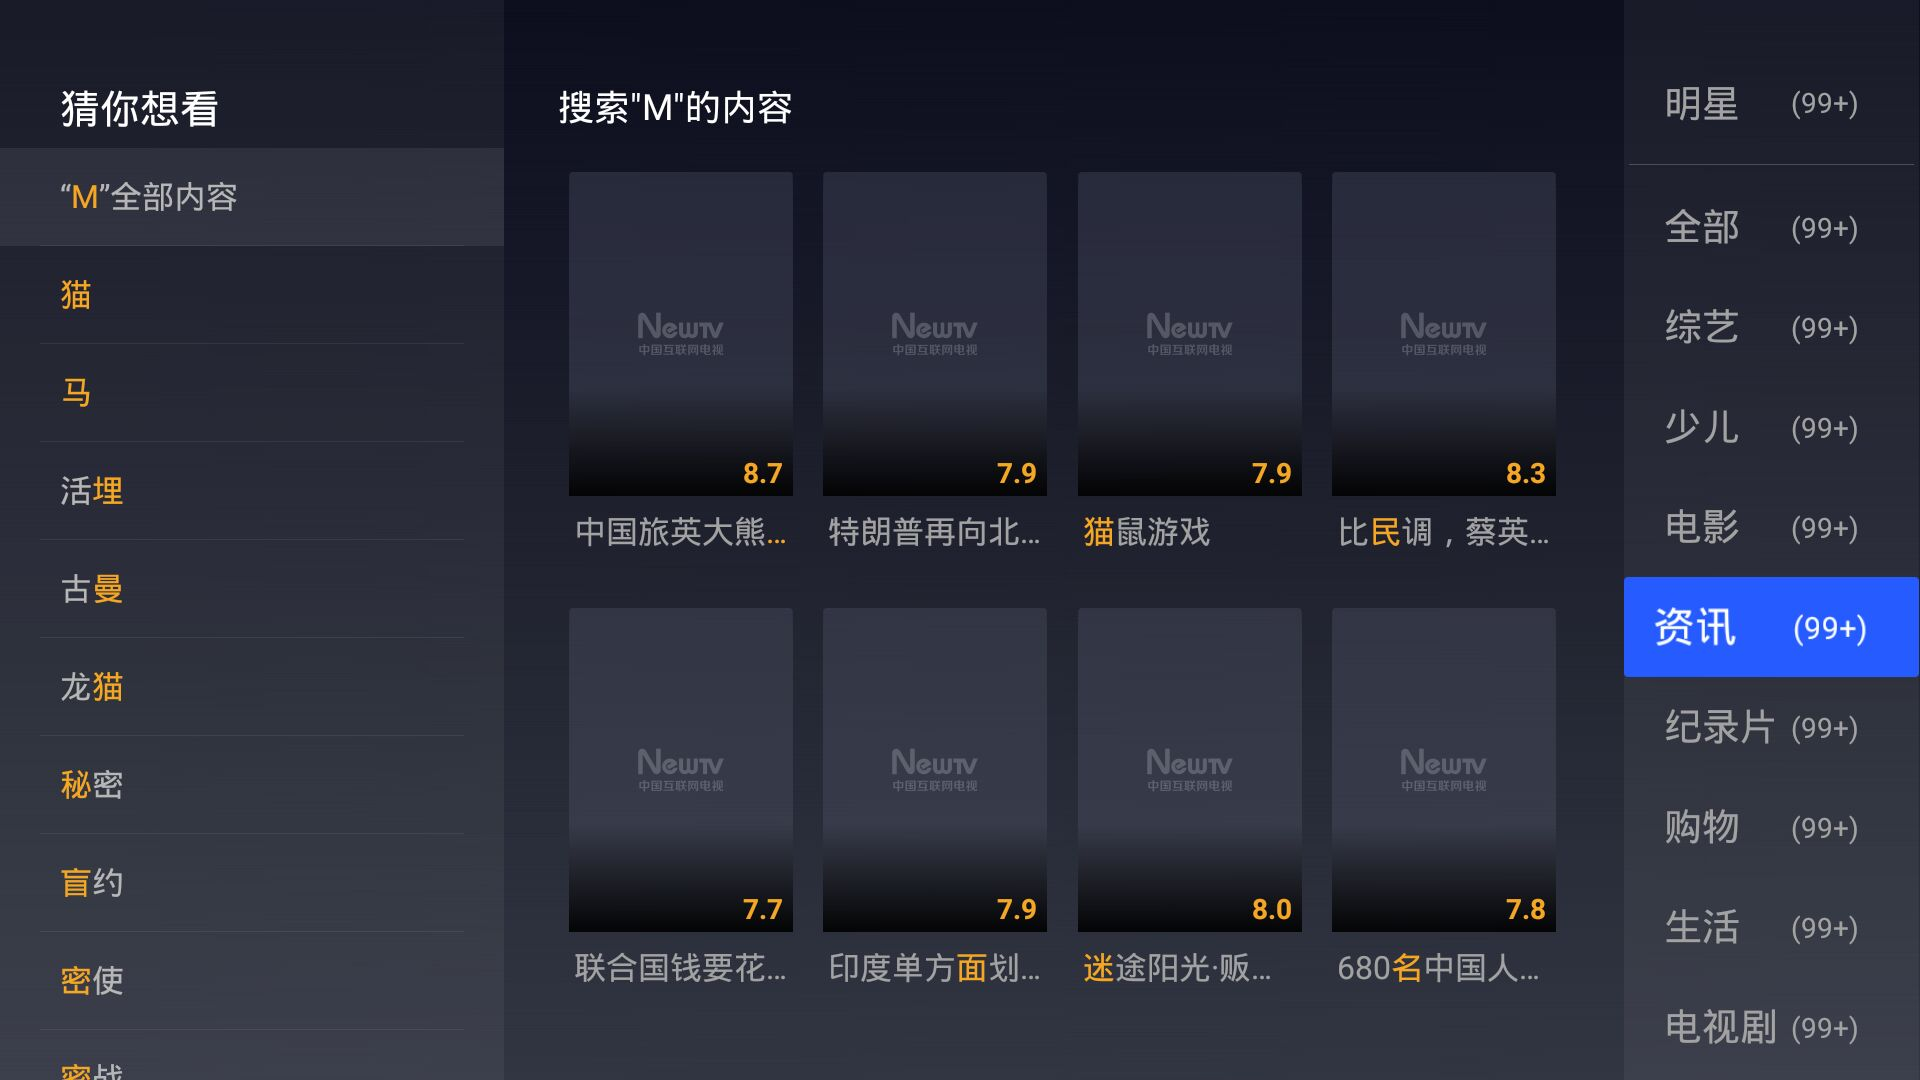 猜你想看
“M”全部内容
猫
马
活埋
古曼
龙猫
秘密
盲约
密使
密战
搜索"M"的内容
NewTV
中国互联网电视
8.7
中国旅英大熊...
NewTV
中国互联网电视
7.9
特朗普再向北...
NewTV
中国互联网电视
7.9
猫鼠游戏
NewTV
中国互联网电视
8.3
比民调，蔡英...
NewTV
中国互联网电视
7.7
联合国钱要花...
NewTV
中国互联网电视
7.9
印度单方面划...
NewTV
中国互联网电视
8.0
迷途阳光·贩...
NewTV
中国互联网电视
7.8
680名中国人...
明星 (99+)
全部 (99+)
综艺 (99+)
少儿 (99+)
电影 (99+)
资讯 (99+)
纪录片 (99+)
购物 (99+)
生活 (99+)
电视剧 (99+)